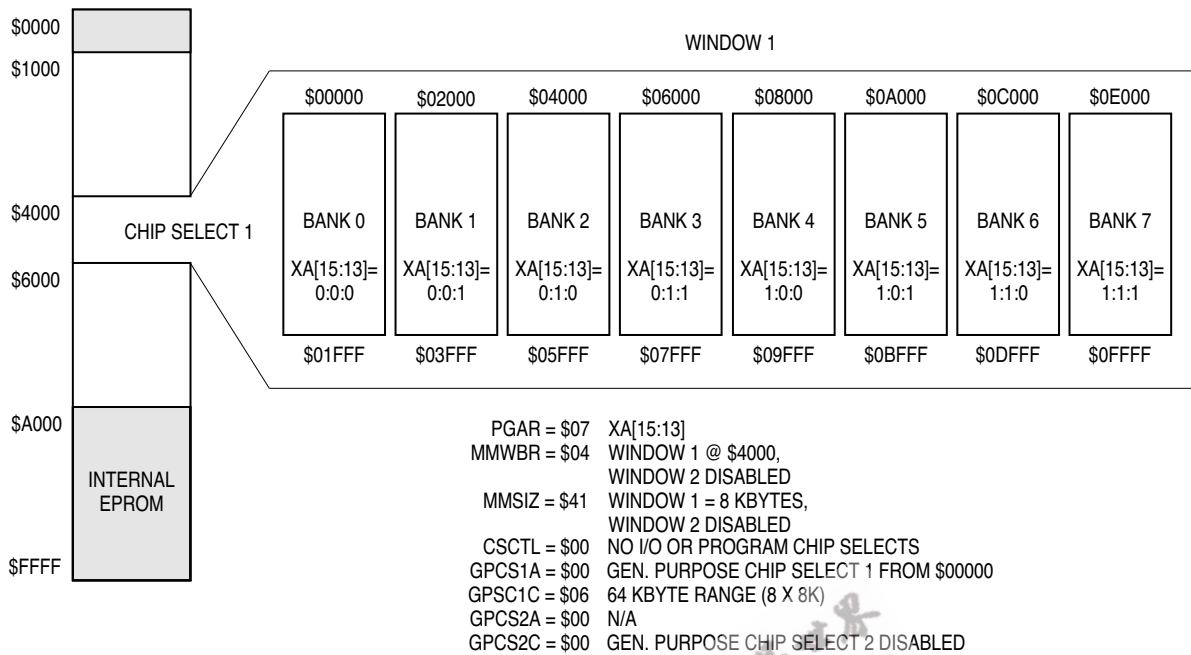 $0000
$1000
$4000
CHIP SELECT 1
$6000
$A000
INTERNAL
EPROM
$FFFF
WINDOW 1
$00000 $02000 $04000 $06000 $08000 $0A000 $0C000 $0E000
BANK 0 BANK 1 BANK 2 BANK 3 BANK 4 BANK 5 BANK 6 BANK 7
XA[15:13]= XA[15:13]= XA[15:13]= XA[15:13]= XA[15:13]= XA[15:13]= XA[15:13]= XA[15:13]=
0:0:0 0:0:1 0:1:0 0:1:1 1:0:0 1:0:1 1:1:0 1:1:1
$01FFF $03FFF $05FFF $07FFF $09FFF $0BFFF $0DFFF $0FFFF
PGAR = $07 XA[15:13]
MMWBR = $04 WINDOW 1 @ $4000,
WINDOW 2 DISABLED
MMSIZ = $41 WINDOW 1 = 8 KBYTES,
WINDOW 2 DISABLED
CSCTL = $00 NO I/O OR PROGRAM CHIP SELECTS
GPCS1A = $00 GEN. PURPOSE CHIP SELECT 1 FROM $00000
GPSC1C = $06 64 KBYTE RANGE (8 X 8K)
GPCS2A = $00 N/A
GPCS2C = $00 GEN. PURPOSE CHIP SELECT 2 DISABLED